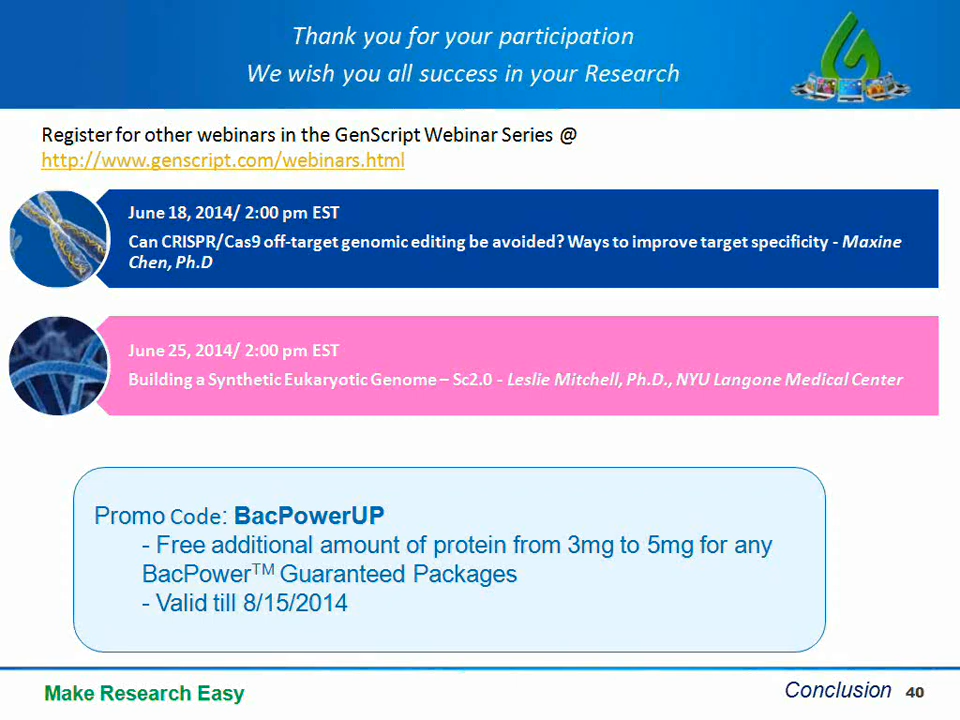 Thank you for your participation
We wish you all success in your Research
Register for other webinars in the GenScript Webinar Series @
http://www.genscript.com/webinars.html
June 18, 2014/ 2:00 pm EST
Can CRISPR/Cas9 off-target genomic editing be avoided? Ways to improve target specificity - Maxine
Chen, Ph.D
June 25, 2014/ 2:00 pm EST
Building a Synthetic Eukaryotic Genome – Sc2.0 - Leslie Mitchell, Ph.D., NYU Langone Medical Center
Promo Code: BacPowerUP
- Free additional amount of protein from 3mg to 5mg for any
BacPower™ Guaranteed Packages
- Valid till 8/15/2014
Make Research Easy
Conclusion 40